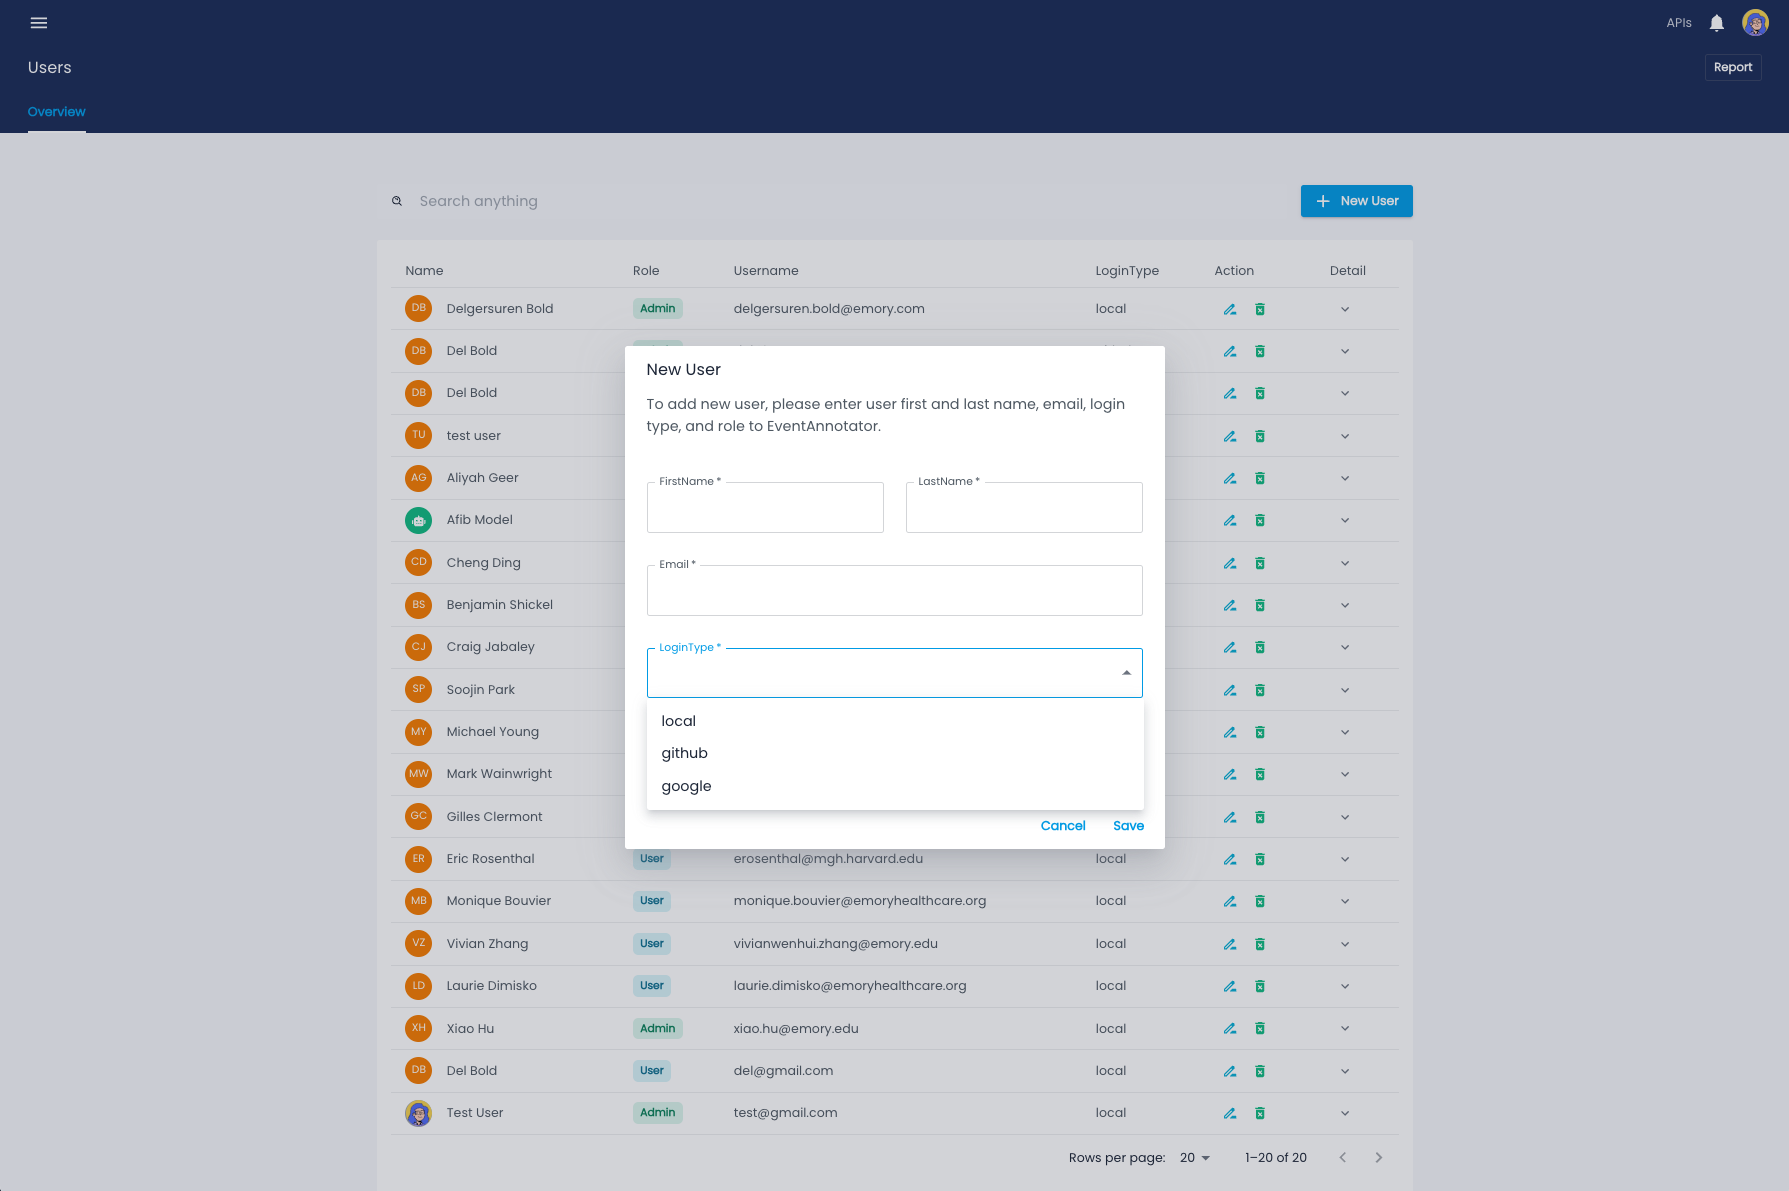 APIs
Users
Report
Overview
Search anything
New User
Name Role Username LoginType Action Detail
DB Delgersuren Bold Admin delgersuren.bold@emory.com local
DB Del Bold
DB Del Bold
TU test user
AG Aliyah Geer
Afib Model
CD Cheng Ding
BS Benjamin Shickel
CJ Craig Jabaley
SP Soojin Park
MY Michael Young
MW Mark Wainwright
GC Gilles Clermont
New User
To add new user, please enter user first and last name, email, login
type, and role to EventAnnotator.
FirstName * LastName *
Email *
LoginType *
local
github
google
Cancel Save
ER Eric Rosenthal User erosenthal@mgh.harvard.edu local
MB Monique Bouvier User monique.bouvier@emoryhealthcare.org local
VZ Vivian Zhang User vivianwenhui.zhang@emory.edu local
LD Laurie Dimisko User laurie.dimisko@emoryhealthcare.org local
XH Xiao Hu Admin xiao.hu@emory.edu local
DB Del Bold User del@gmail.com local
Test User Admin test@gmail.com local
Rows per page: 20 1–20 of 20